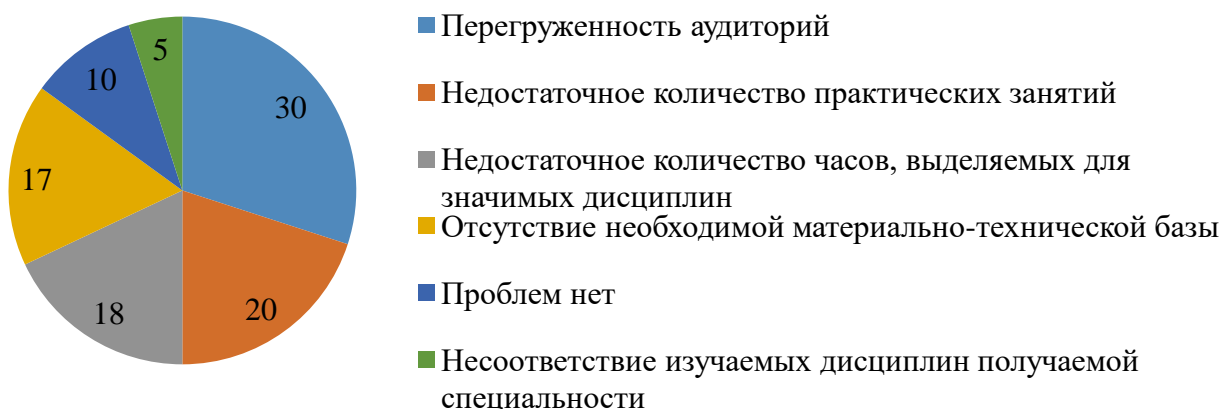 5
10
30
17
18
20
Перегруженность аудиторий
Недостаточное количество практических занятий
Недостаточное количество часов, выделяемых для
значимых дисциплин
Отсутствие необходимой материально-технической базы
Проблем нет
Несоответствие изучаемых дисциплин получаемой
специальности